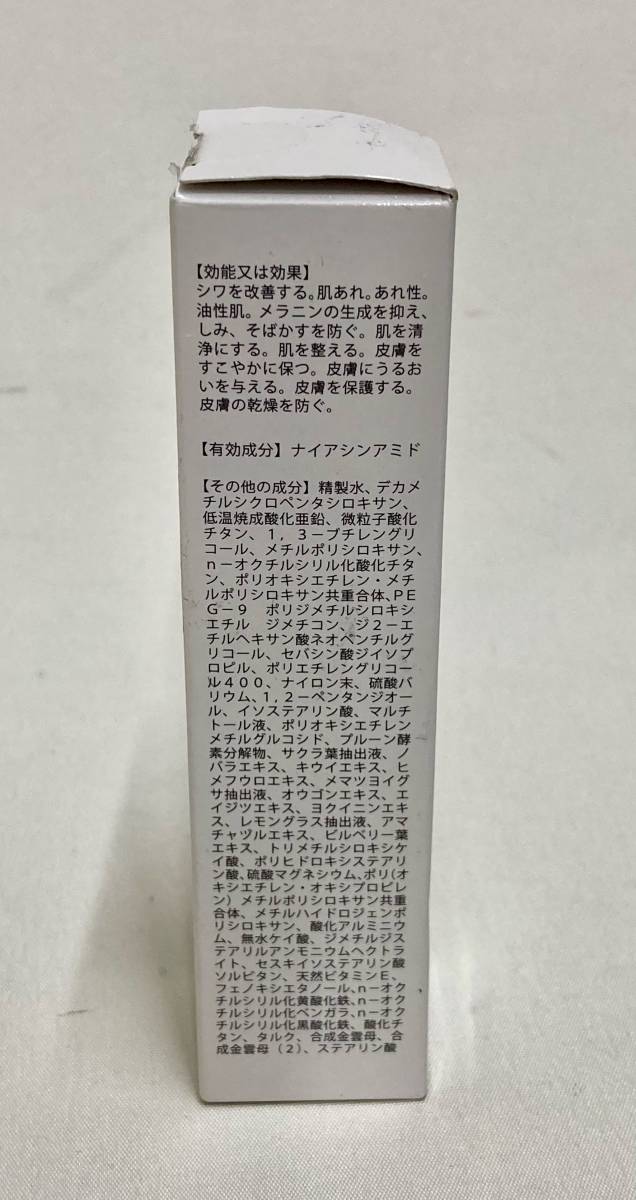 【効能又は効果】
シワを改善する。肌あれ。あれ性。
油性肌。メラニンの生成を抑え、
しみ、そばかすを防ぐ。肌を清
浄にする。肌を整える。皮膚を
すこやかに保つ。皮膚にうるお
いを与える。皮膚を保護する。
皮膚の乾燥を防ぐ。
【有効成分】ナイアシンアミド
【その他の成分】精製水、デカメ
チルシクロペンタシロキサン、
低温焼成酸化亜鉛、微粒子酸化
チタン、1，3－ブチレングリ
コール、メチルポリシロキサン、
n－オクチルシリル化酸化チタ
ン、ポリオキシエチレン・メチ
ルポリシロキサン共重合体、PE
G－9　ポリジメチルシロキシ
エチル　ジメチコン、ジ2－エ
チルヘキサン酸ネオペンチルグ
リコール、セバシン酸ジイソプ
ロピル、ポリエチレングリコー
ル400、ナイロン末、硫酸バ
リウム、1，2－ペンタンジオー
ル、イソステアリン酸、マルチ
トール液、ポリオキシエチレン
メチルグルコシド、プルーン酵
素分解物、サクラ葉抽出液、ノ
バラエキス、キウイエキス、ヒ
メフウロエキス、メマツヨイグ
サ抽出液、オウゴンエキス、エ
イジツエキス、ヨクイニンエキ
ス、レモングラス抽出液、アマ
チャヅルエキス、ビルベリー葉
エキス、トリメチルシロキシケ
イ酸、ポリヒドロキシステアリ
ン酸、硫酸マグネシウム、ポリ（オ
キシエチレン・オキシプロピレ
ン）メチルポリシロキサン共重
合体、メチルハイドロジェンポ
リシロキサン、酸化アルミニウ
ム、無水ケイ酸、ジメチルジス
テアリルアンモニウムヘクトラ
イト、セスキイソステアリン酸
ソルビタン、天然ビタミンE、
フェノキシエタノール、n－オク
チルシリル化黄酸化鉄、n－オク
チルシリル化ベンガラ、n－オク
チルシリル化黒酸化鉄、酸化チ
タン、タルク、合成金雲母、合
成金雲母（2）、ステアリン酸